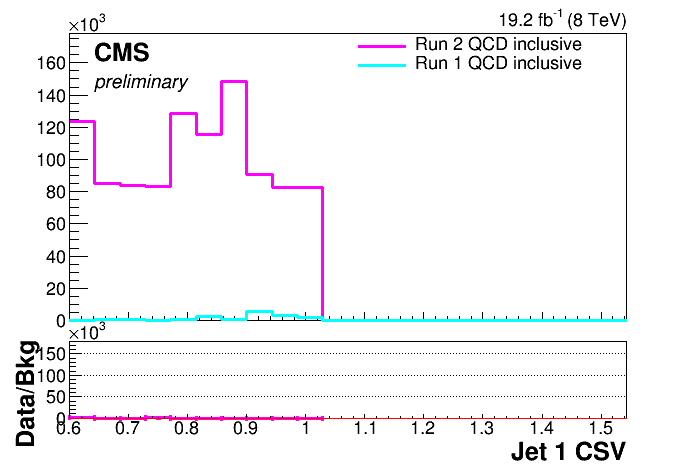 ×10³ 19.2 fb⁻¹ (8 TeV)
CMS
preliminary
Run 2 QCD inclusive
Run 1 QCD inclusive
160
140
120
100
80
60
40
20
0
×10³
Data/Bkg
150
100
50
0
0.6 0.7 0.8 0.9 1 1.1 1.2 1.3 1.4 1.5
Jet 1 CSV